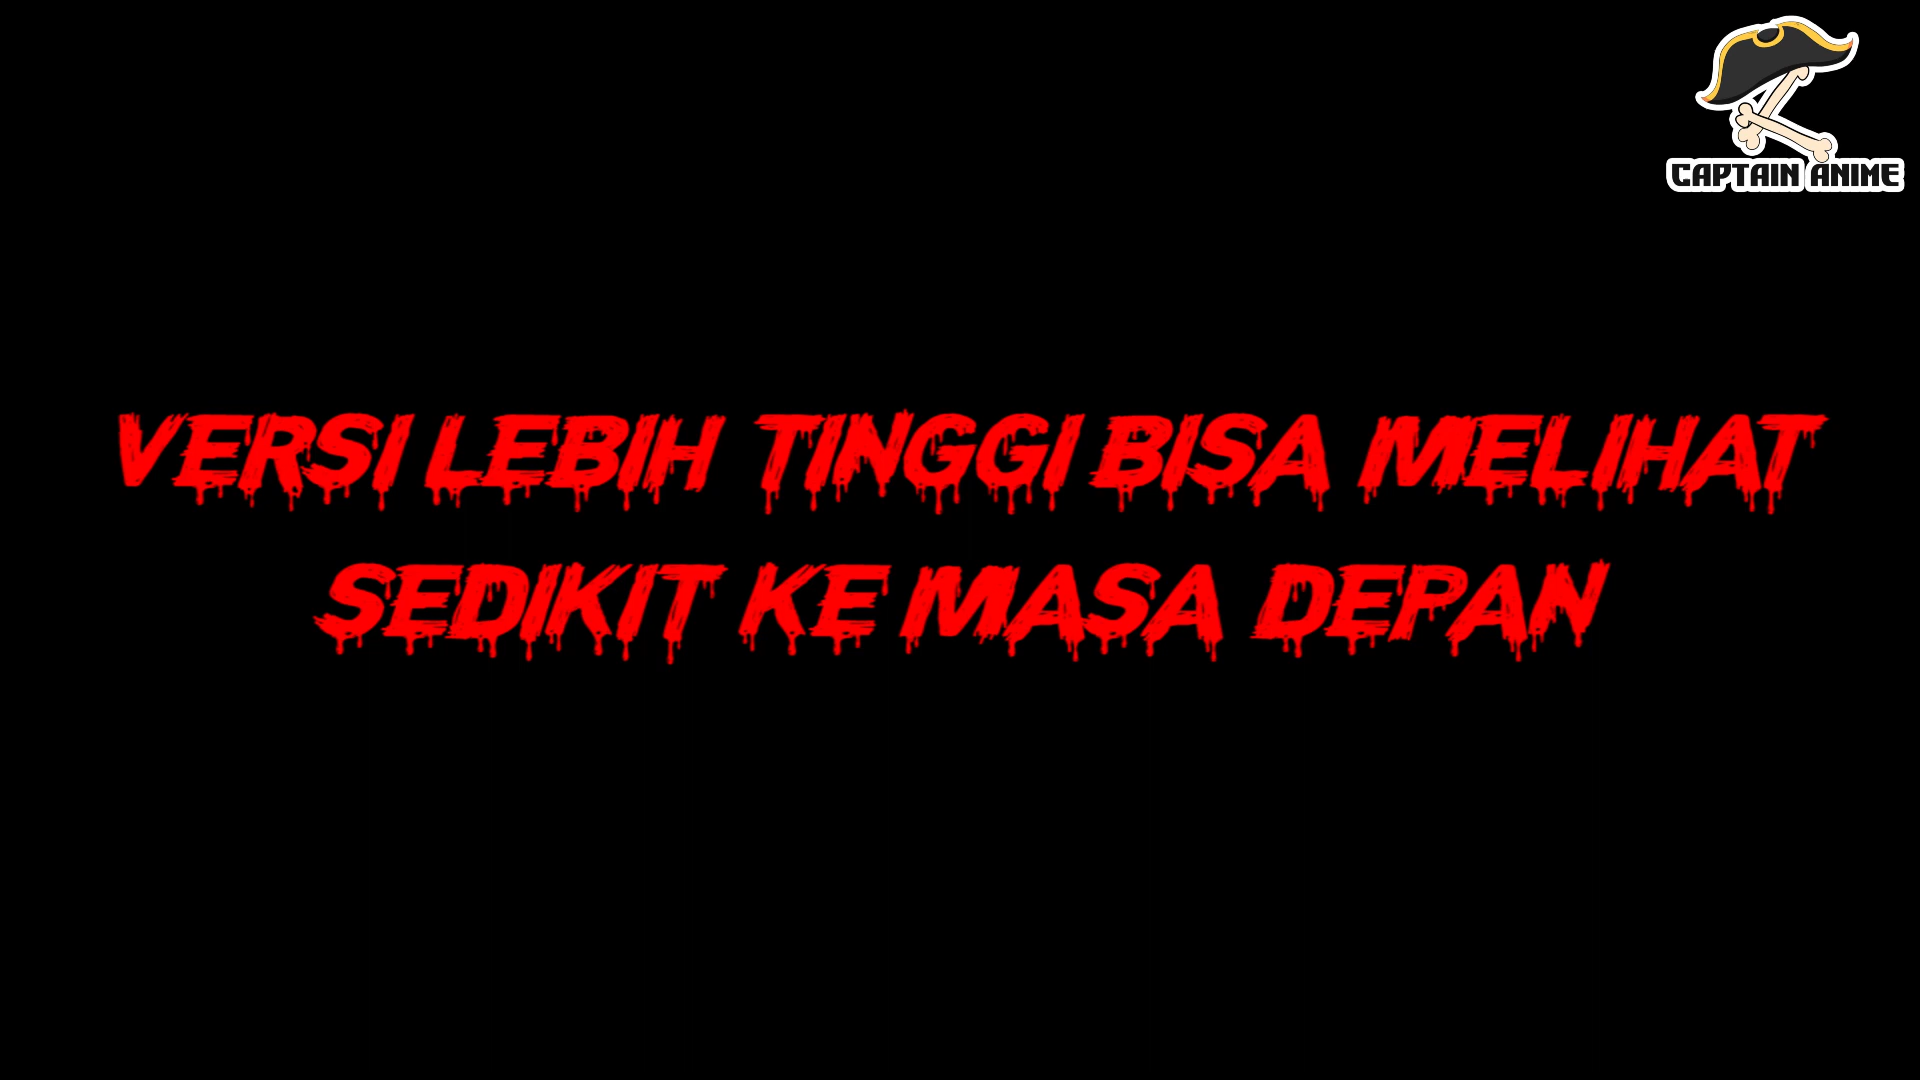 CAPTAIN ANIME
VERSI LEBIH TINGGI BISA MELIHAT
SEDIKIT KE MASA DEPAN